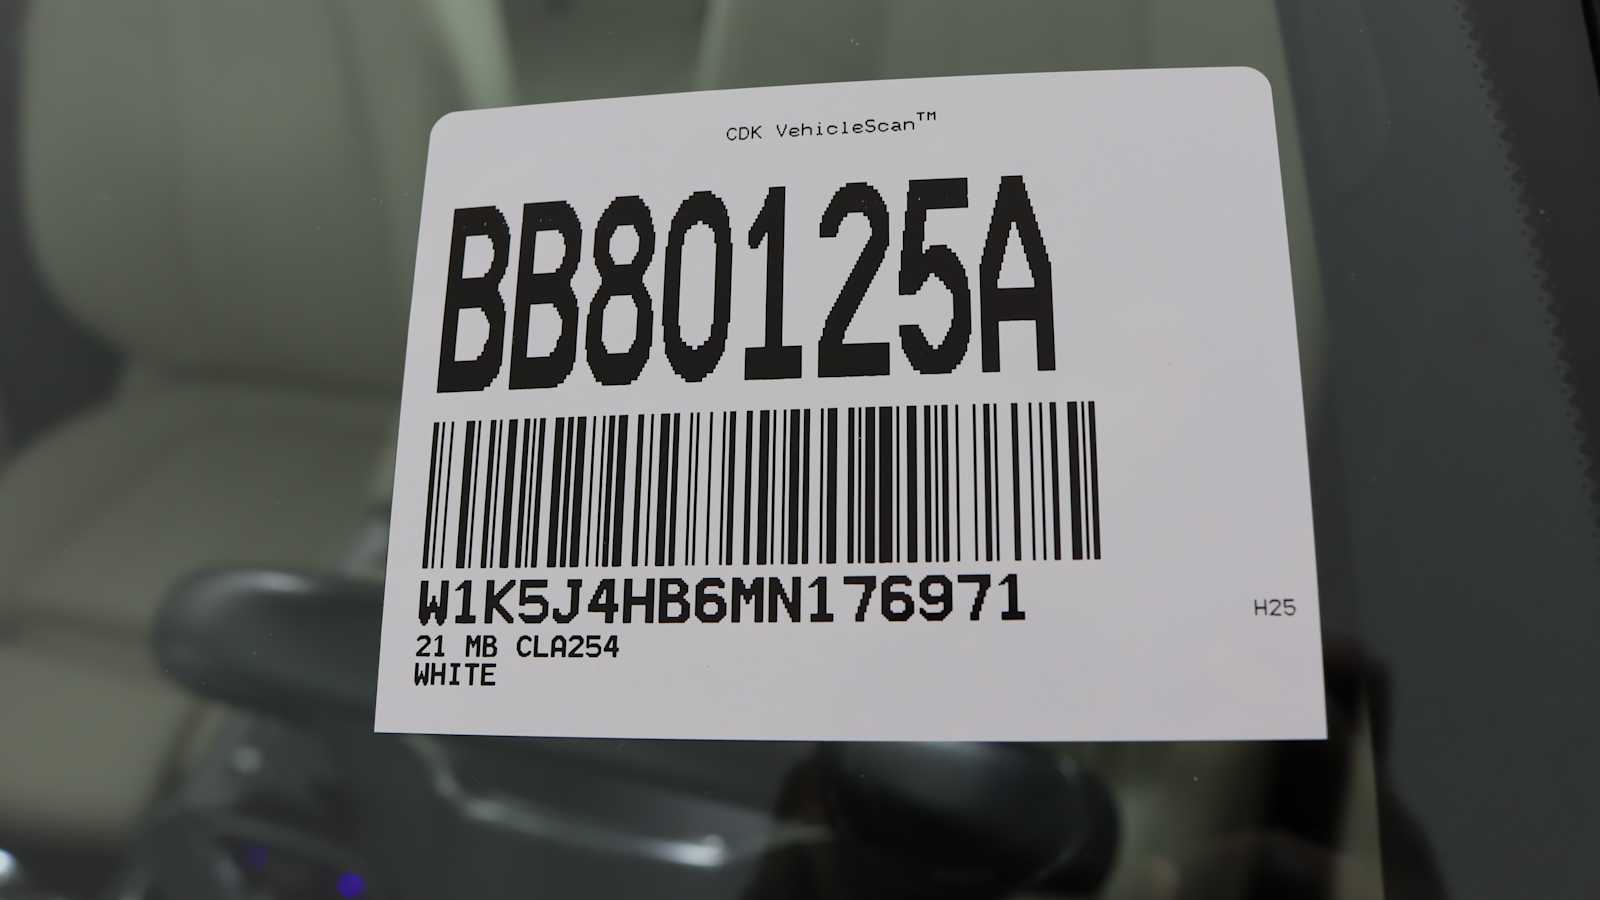 CDK VehicleScan™
BB80125A
W1K5J4HB6MN176971
H25
21 MB CLA254
WHITE